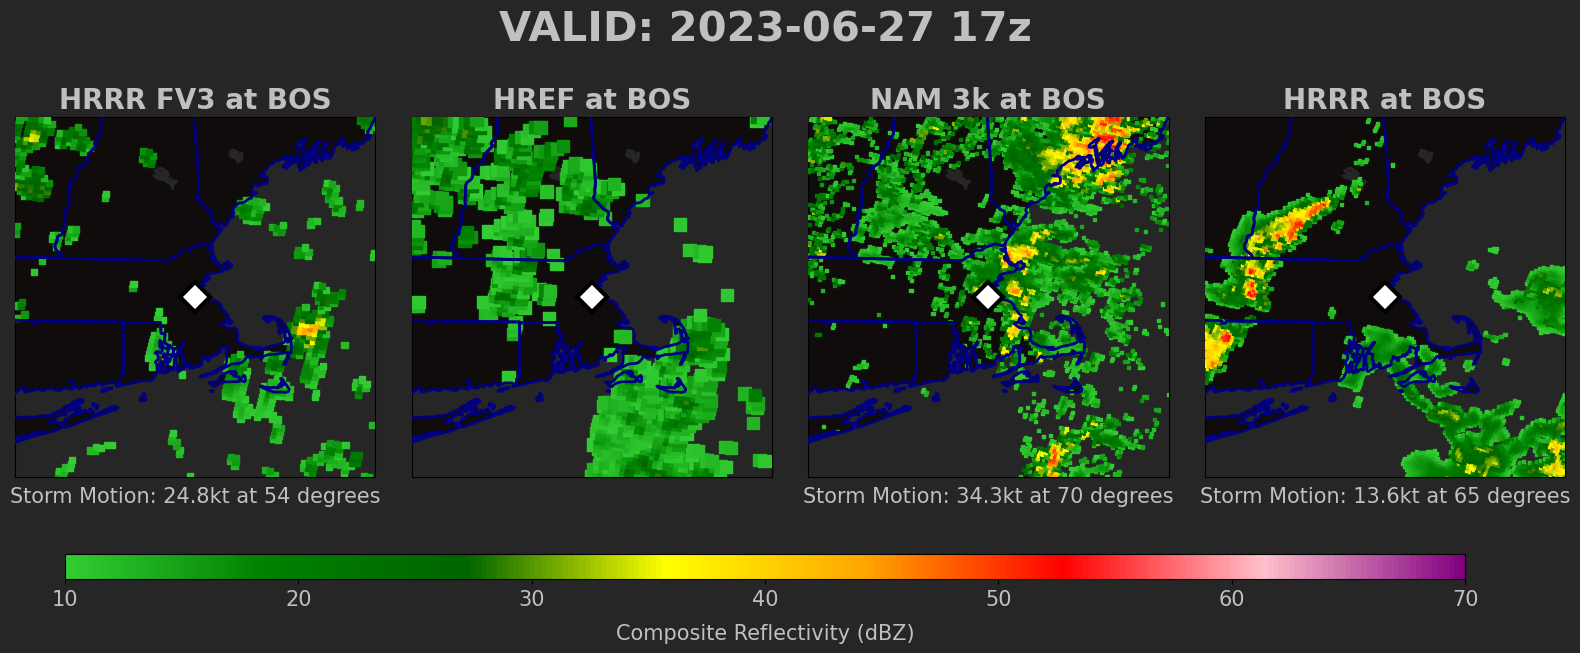 VALID: 2023-06-27 17z
HRRR FV3 at BOS
HREF at BOS
NAM 3k at BOS
HRRR at BOS
Storm Motion: 24.8kt at 54 degrees
Storm Motion: 34.3kt at 70 degrees
Storm Motion: 13.6kt at 65 degrees
10 20 30 40 50 60 70
Composite Reflectivity (dBZ)